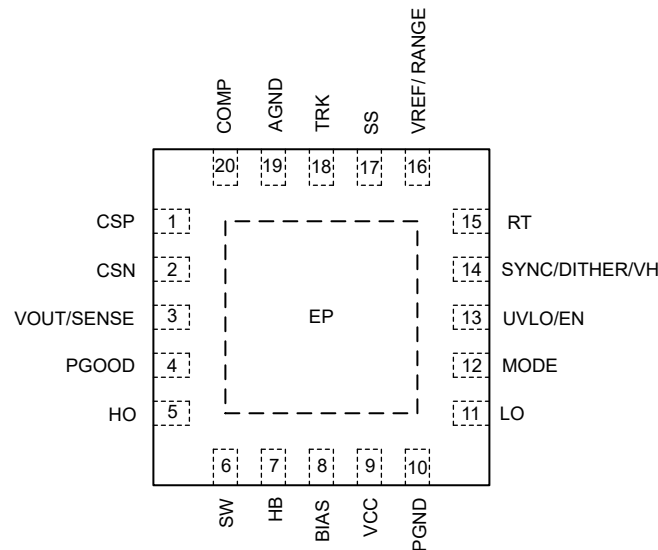 COMP
AGND
TRK
SS
VREF/ RANGE
20
19
18
17
16
CSP 1
15 RT
CSN 2
14 SYNC/DITHER/VH
VOUT/SENSE 3
EP
13 UVLO/EN
PGOOD 4
12 MODE
HO 5
11 LO
6
7
8
9
10
SW
HB
BIAS
VCC
PGND